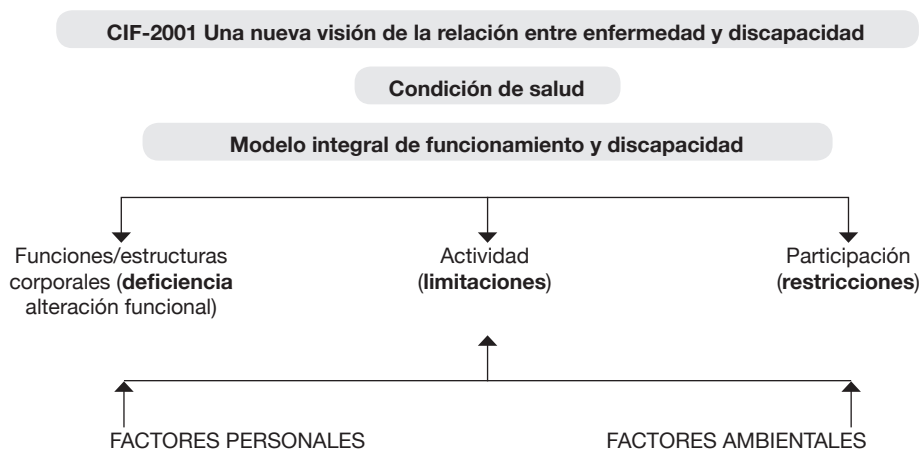 CIF-2001 Una nueva visión de la relación entre enfermedad y discapacidad
Condición de salud
Modelo integral de funcionamiento y discapacidad
Funciones/estructuras
corporales (deficiencia
alteración funcional)
Actividad
(limitaciones)
Participación
(restricciones)
FACTORES PERSONALES
FACTORES AMBIENTALES